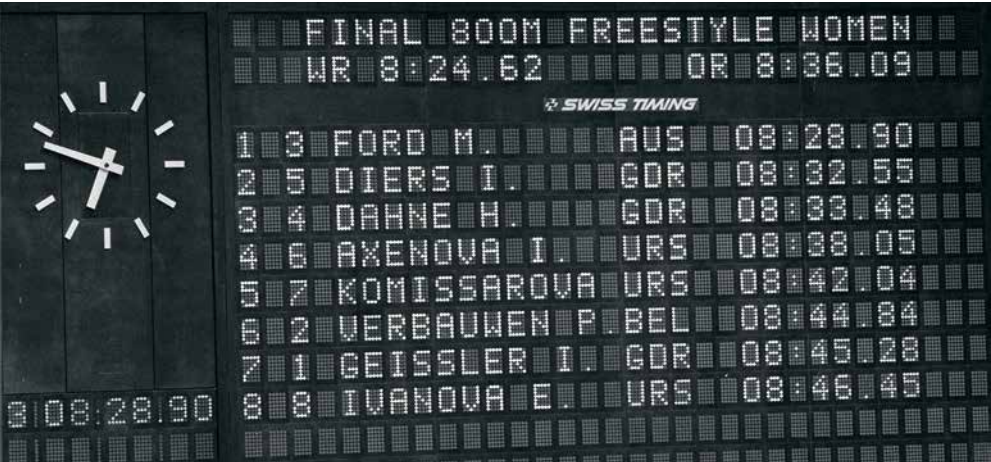 FINAL 800M FREESTYLE WOMEN
WR 8:24.62 OR 8:36.09
SWISS TIMING
1 3 FORD M. AUS 08:28.90
2 5 DIERS I. GDR 08:32.55
3 4 DAHNE H. GDR 08:33.48
4 6 AXENOVA I. URS 08:38.05
5 7 KOMISSAROVA URS 08:42.04
6 2 VERBAUWEN P. BEL 08:44.84
7 1 GEISSLER I. GDR 08:45.28
8 8 IVANOVA E. URS 08:46.45
3 08:28.90